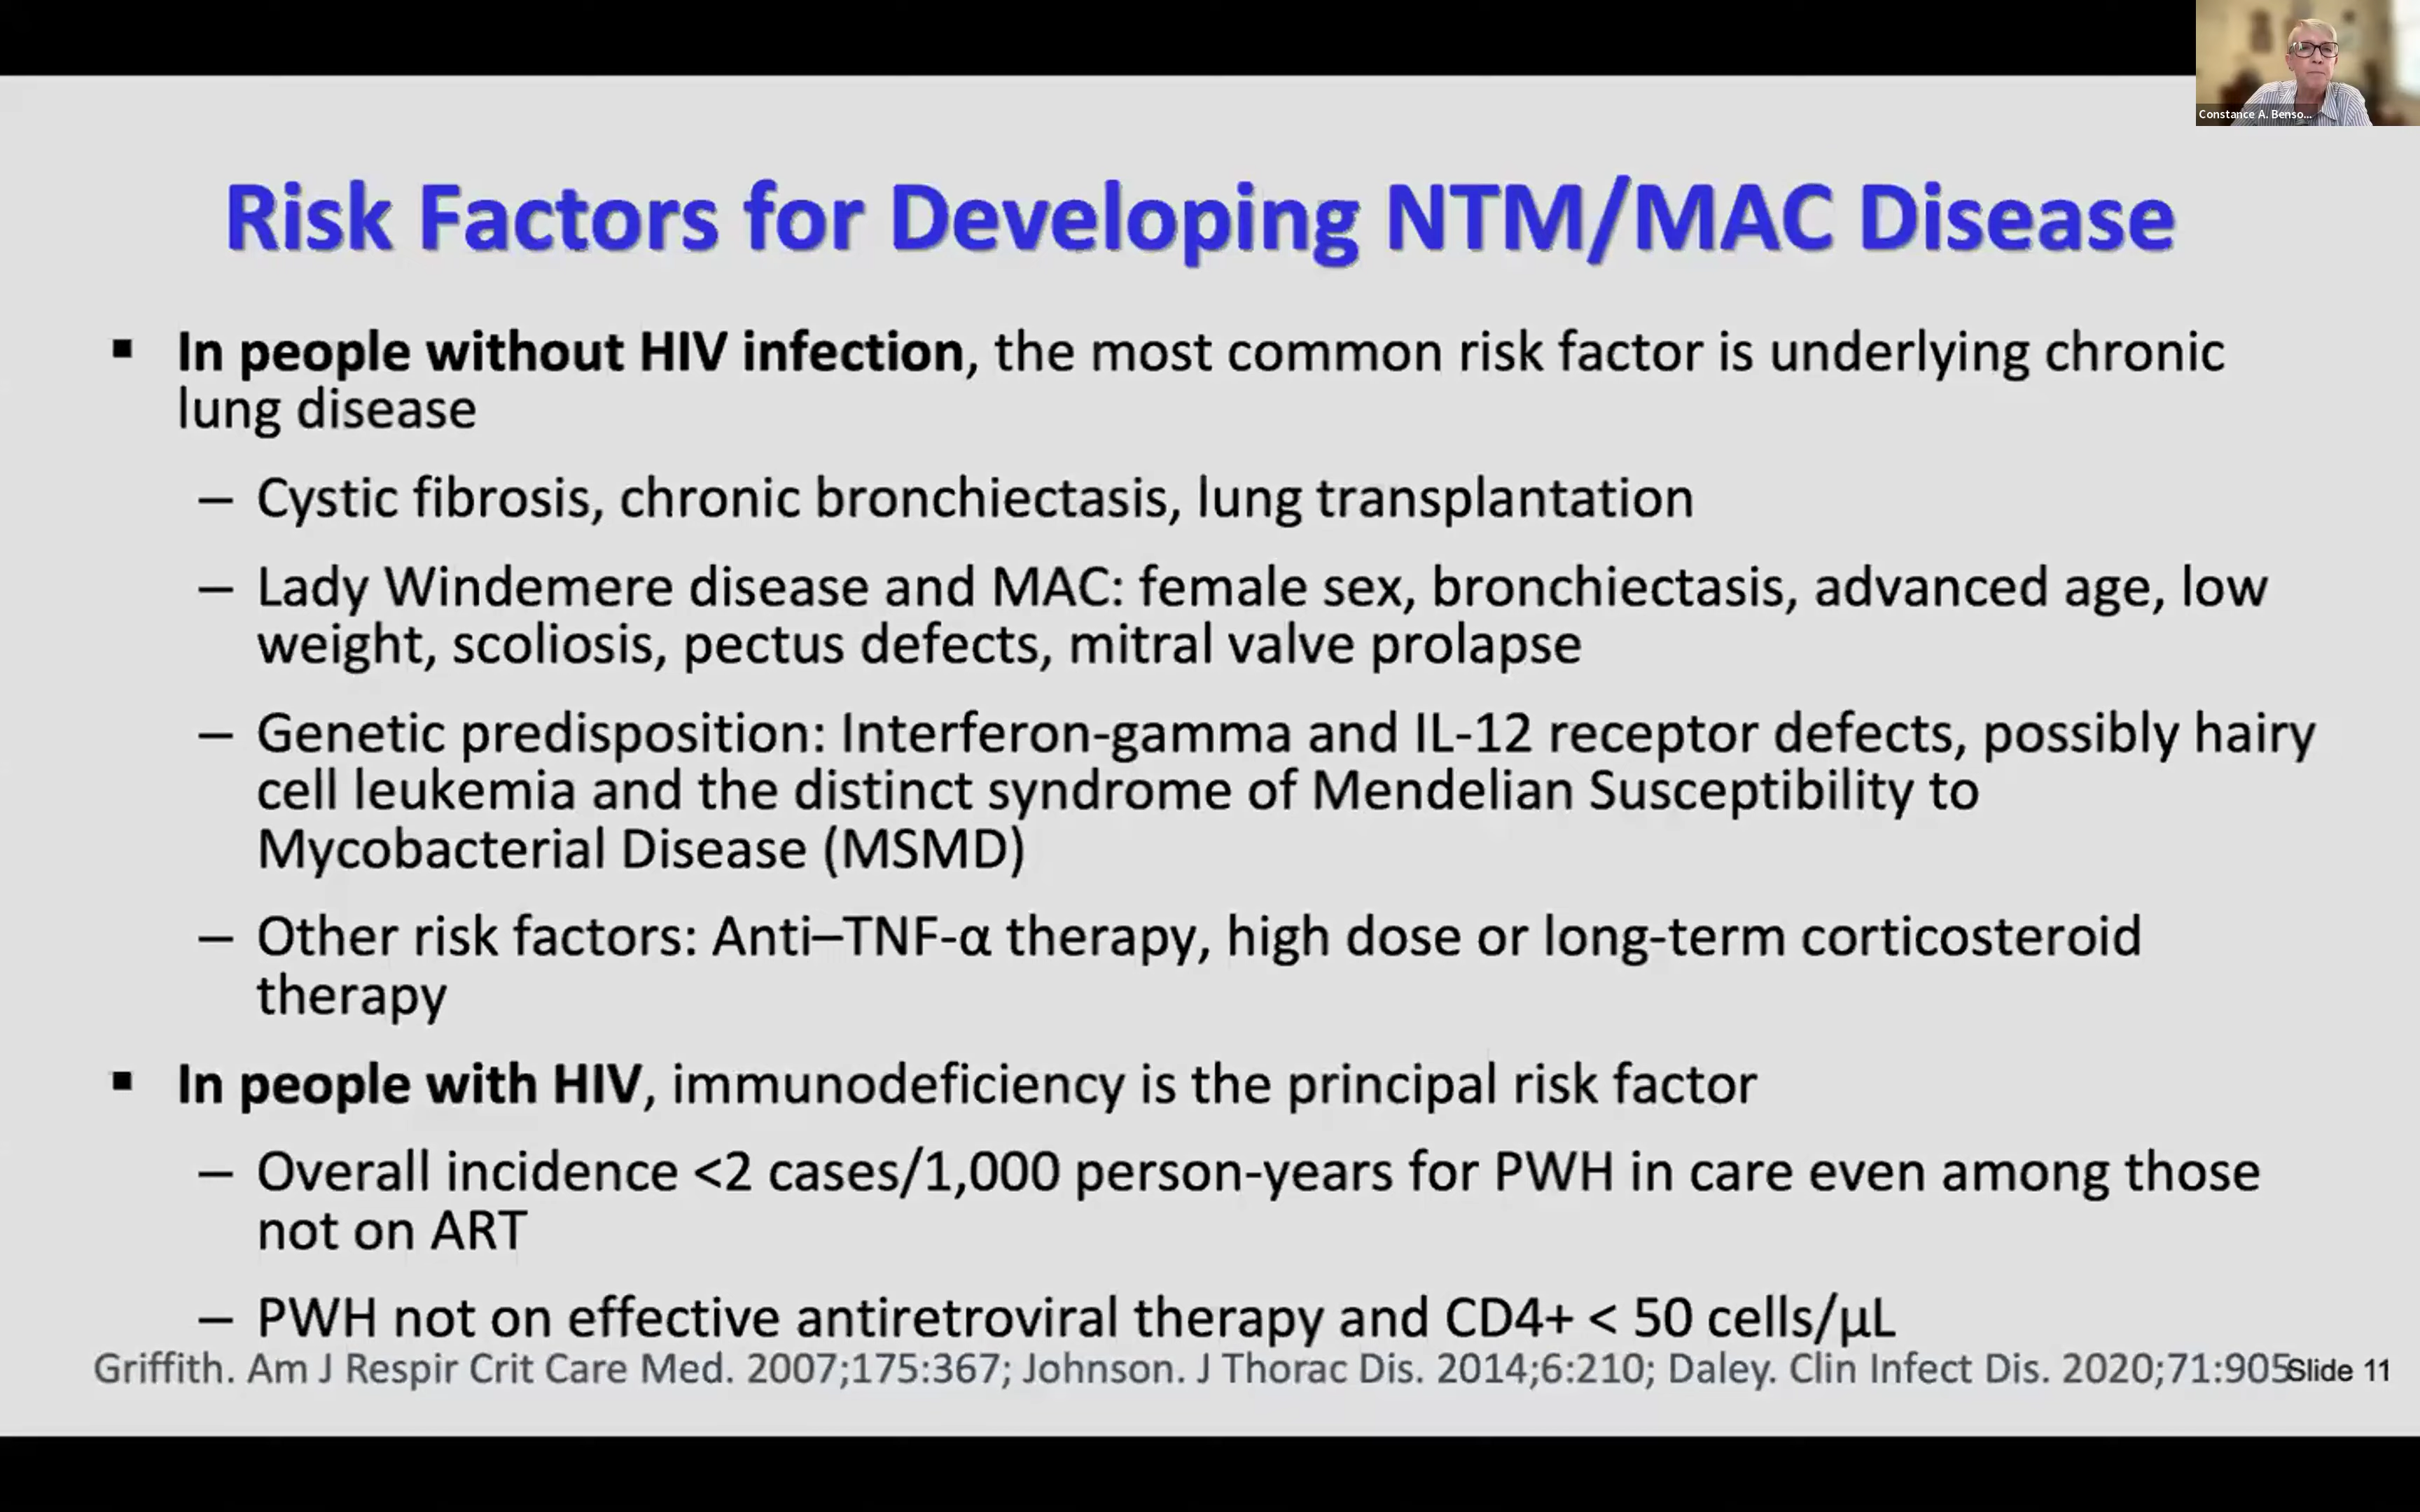 Constance A. Benso...
Risk Factors for Developing NTM/MAC Disease
▪ In people without HIV infection, the most common risk factor is underlying chronic
lung disease
– Cystic fibrosis, chronic bronchiectasis, lung transplantation
– Lady Windemere disease and MAC: female sex, bronchiectasis, advanced age, low
weight, scoliosis, pectus defects, mitral valve prolapse
– Genetic predisposition: Interferon-gamma and IL-12 receptor defects, possibly hairy
cell leukemia and the distinct syndrome of Mendelian Susceptibility to
Mycobacterial Disease (MSMD)
– Other risk factors: Anti–TNF-α therapy, high dose or long-term corticosteroid
therapy
▪ In people with HIV, immunodeficiency is the principal risk factor
– Overall incidence <2 cases/1,000 person-years for PWH in care even among those
not on ART
– PWH not on effective antiretroviral therapy and CD4+ < 50 cells/µL
Griffith. Am J Respir Crit Care Med. 2007;175:367; Johnson. J Thorac Dis. 2014;6:210; Daley. Clin Infect Dis. 2020;71:905
Slide 11